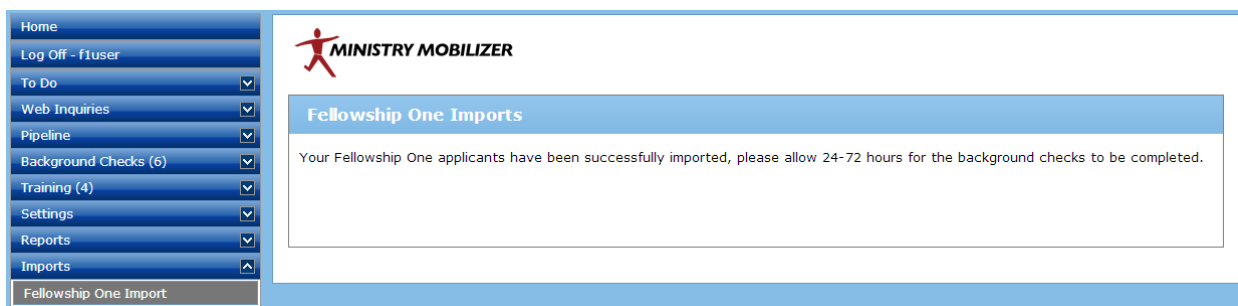 Home
Log Off - f1user
To Do
Web Inquiries
Pipeline
Background Checks (6)
Training (4)
Settings
Reports
Imports
Fellowship One Import
MINISTRY MOBILIZER
Fellowship One Imports
Your Fellowship One applicants have been successfully imported, please allow 24-72 hours for the background checks to be completed.